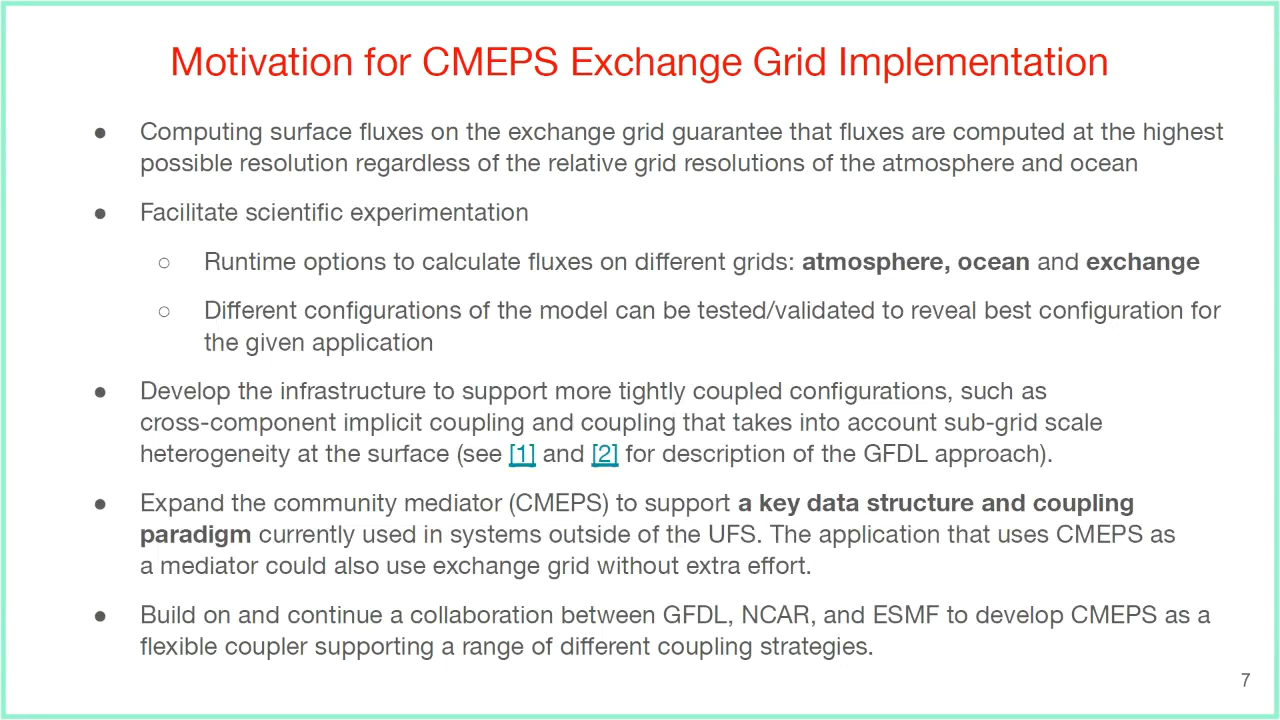 Motivation for CMEPS Exchange Grid Implementation
● Computing surface fluxes on the exchange grid guarantee that fluxes are computed at the highest
possible resolution regardless of the relative grid resolutions of the atmosphere and ocean
● Facilitate scientific experimentation
○ Runtime options to calculate fluxes on different grids: atmosphere, ocean and exchange
○ Different configurations of the model can be tested/validated to reveal best configuration for
the given application
● Develop the infrastructure to support more tightly coupled configurations, such as
cross-component implicit coupling and coupling that takes into account sub-grid scale
heterogeneity at the surface (see [1] and [2] for description of the GFDL approach).
● Expand the community mediator (CMEPS) to support a key data structure and coupling
paradigm currently used in systems outside of the UFS. The application that uses CMEPS as
a mediator could also use exchange grid without extra effort.
● Build on and continue a collaboration between GFDL, NCAR, and ESMF to develop CMEPS as a
flexible coupler supporting a range of different coupling strategies.
7